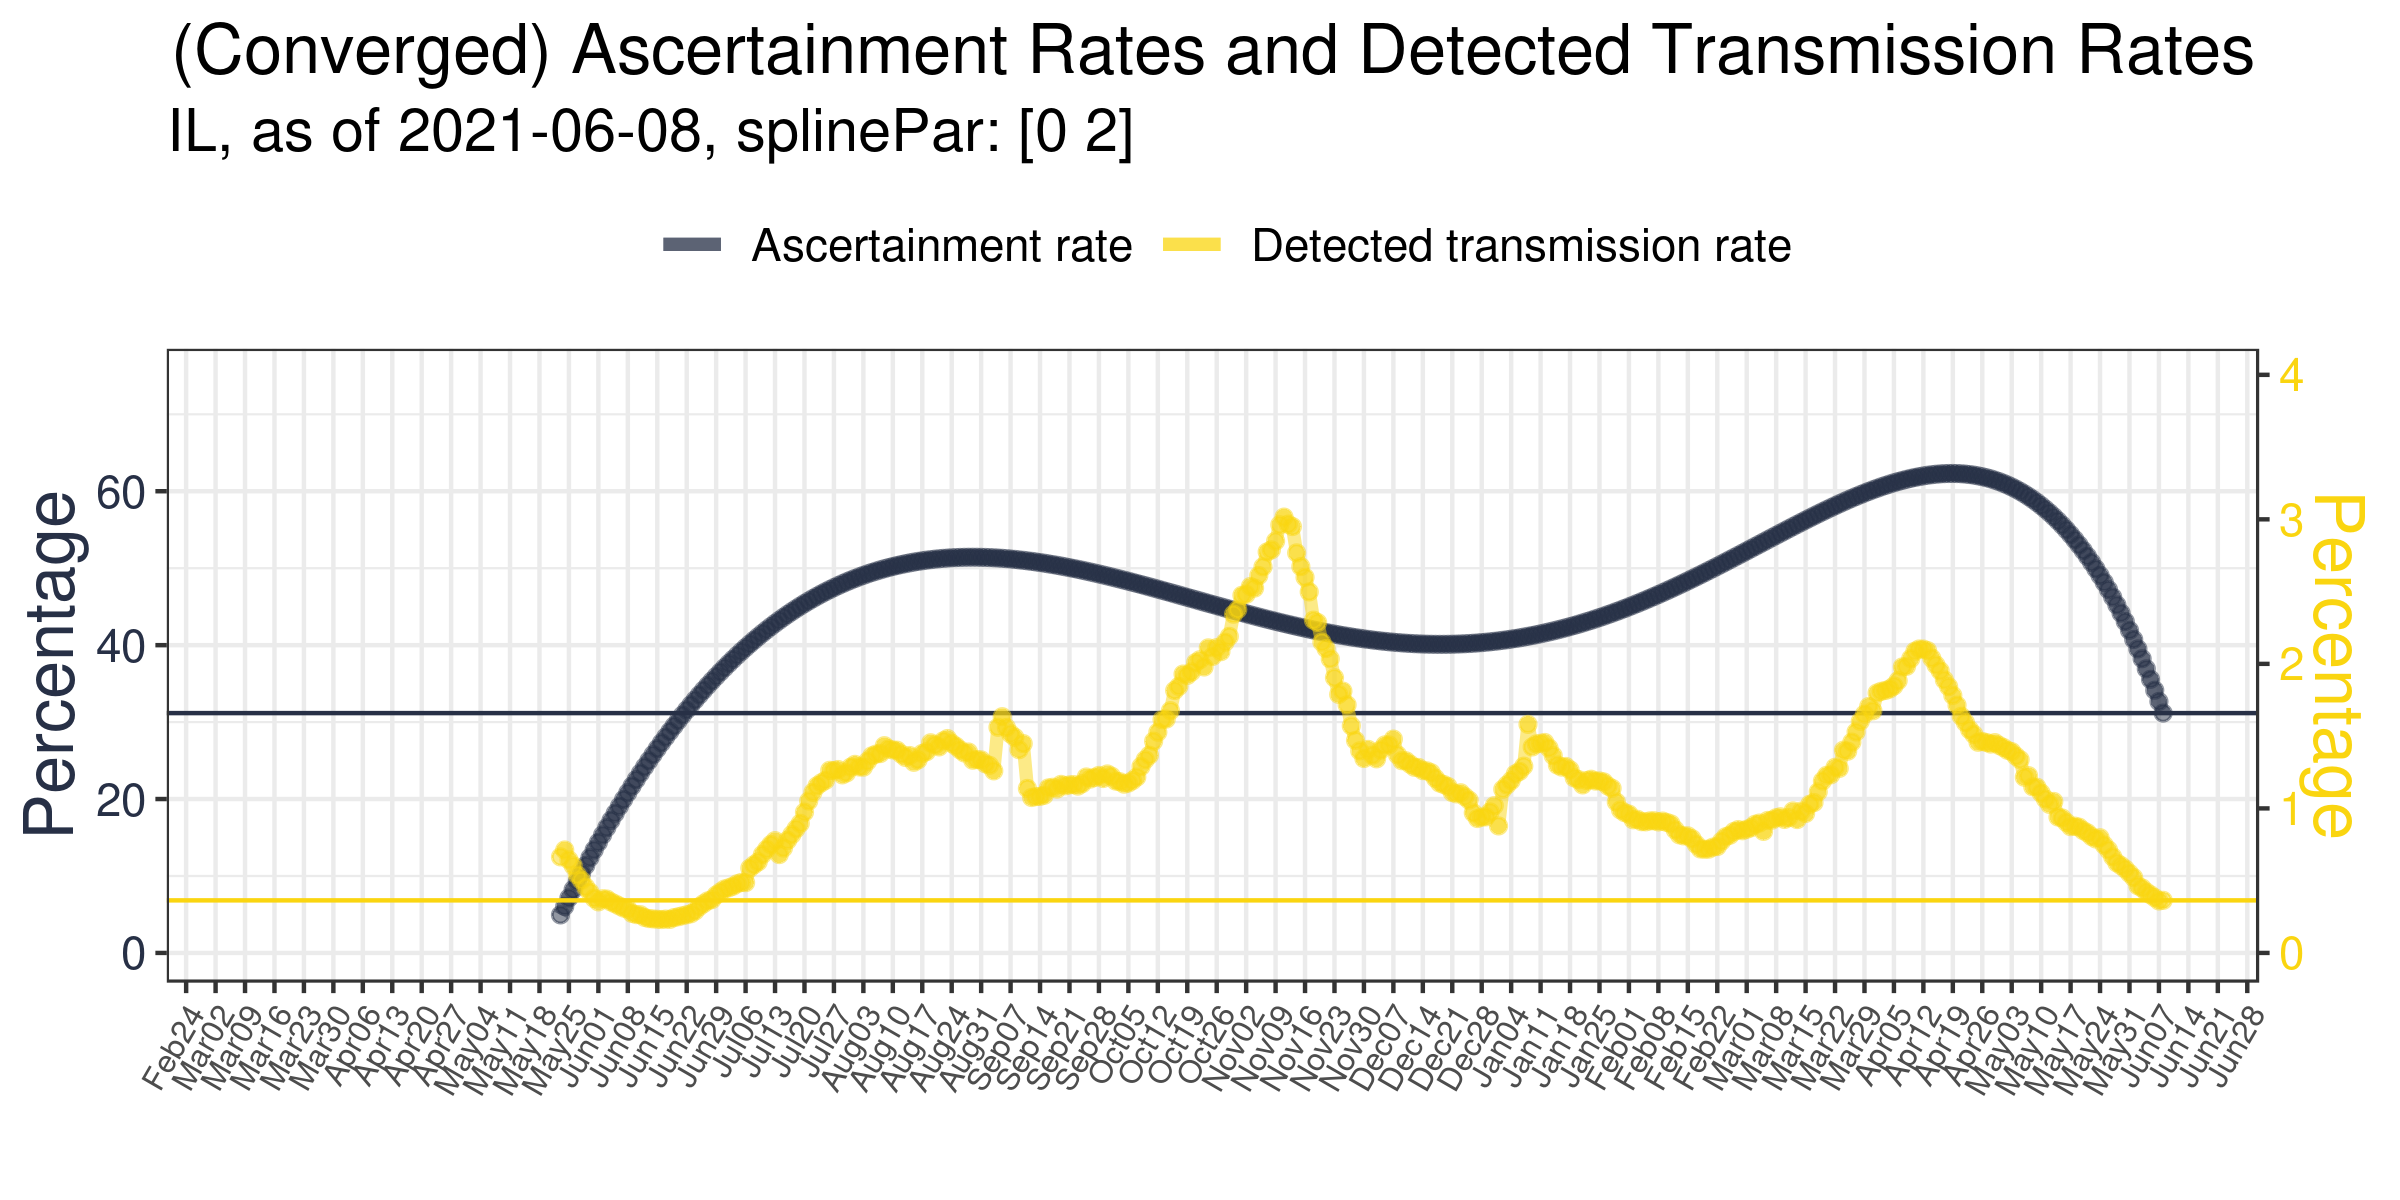 (Converged) Ascertainment Rates and Detected Transmission Rates
IL, as of 2021-06-08, splinePar: [0 2]
Ascertainment rate
Detected transmission rate
Percentage
60
40
20
0
4
3
2
1
0
Percentage
Feb24
Mar02
Mar09
Mar16
Mar23
Mar30
Apr06
Apr13
Apr20
Apr27
May04
May11
May18
May25
Jun01
Jun08
Jun15
Jun22
Jun29
Jul06
Jul13
Jul20
Jul27
Aug03
Aug10
Aug17
Aug24
Aug31
Sep07
Sep14
Sep21
Sep28
Oct05
Oct12
Oct19
Oct26
Nov02
Nov09
Nov16
Nov23
Nov30
Dec07
Dec14
Dec21
Dec28
Jan04
Jan11
Jan18
Jan25
Feb01
Feb08
Feb15
Feb22
Mar01
Mar08
Mar15
Mar22
Mar29
Apr05
Apr12
Apr19
Apr26
May03
May10
May17
May24
May31
Jun07
Jun14
Jun21
Jun28